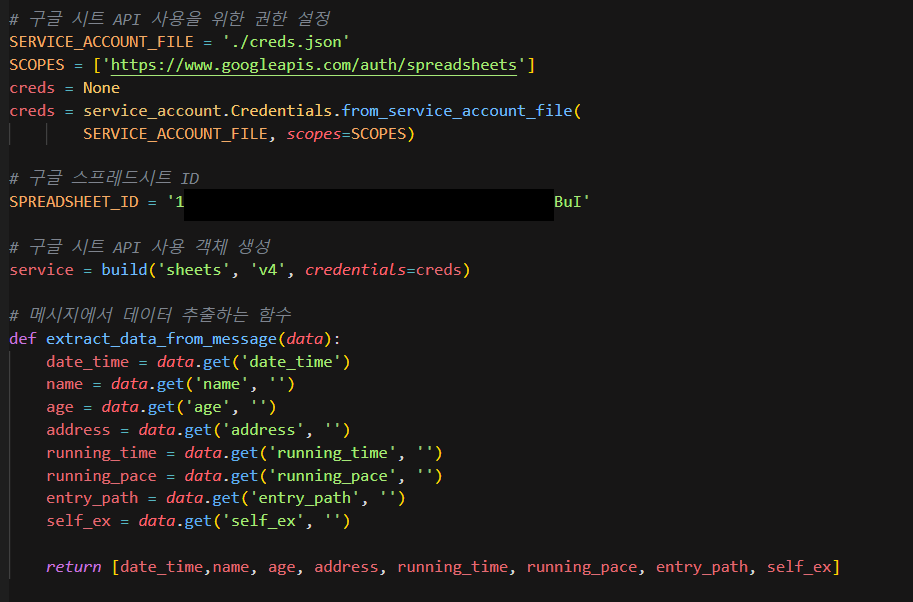 # 구글 시트 API 사용을 위한 권한 설정
SERVICE_ACCOUNT_FILE = './creds.json'
SCOPES = ['https://www.googleapis.com/auth/spreadsheets']
creds = None
creds = service_account.Credentials.from_service_account_file(
        SERVICE_ACCOUNT_FILE, scopes=SCOPES)
# 구글 스프레드시트 ID
SPREADSHEET_ID = '1 BuI'
# 구글 시트 API 사용 객체 생성
service = build('sheets', 'v4', credentials=creds)
# 메시지에서 데이터 추출하는 함수
def extract_data_from_message(data):
    date_time = data.get('date_time')
    name = data.get('name', '')
    age = data.get('age', '')
    address = data.get('address', '')
    running_time = data.get('running_time', '')
    running_pace = data.get('running_pace', '')
    entry_path = data.get('entry_path', '')
    self_ex = data.get('self_ex', '')
    return [date_time,name, age, address, running_time, running_pace, entry_path, self_ex]